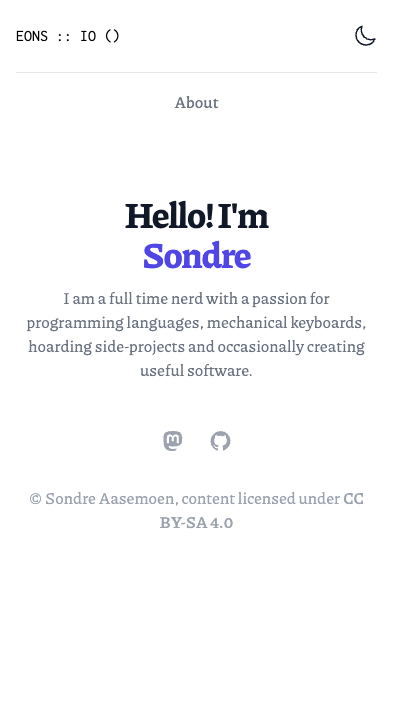 EONS :: IO ()
About
Hello! I'm
Sondre
I am a full time nerd with a passion for
programming languages, mechanical keyboards,
hoarding side-projects and occasionally creating
useful software.
© Sondre Aasemoen, content licensed under CC
BY-SA 4.0